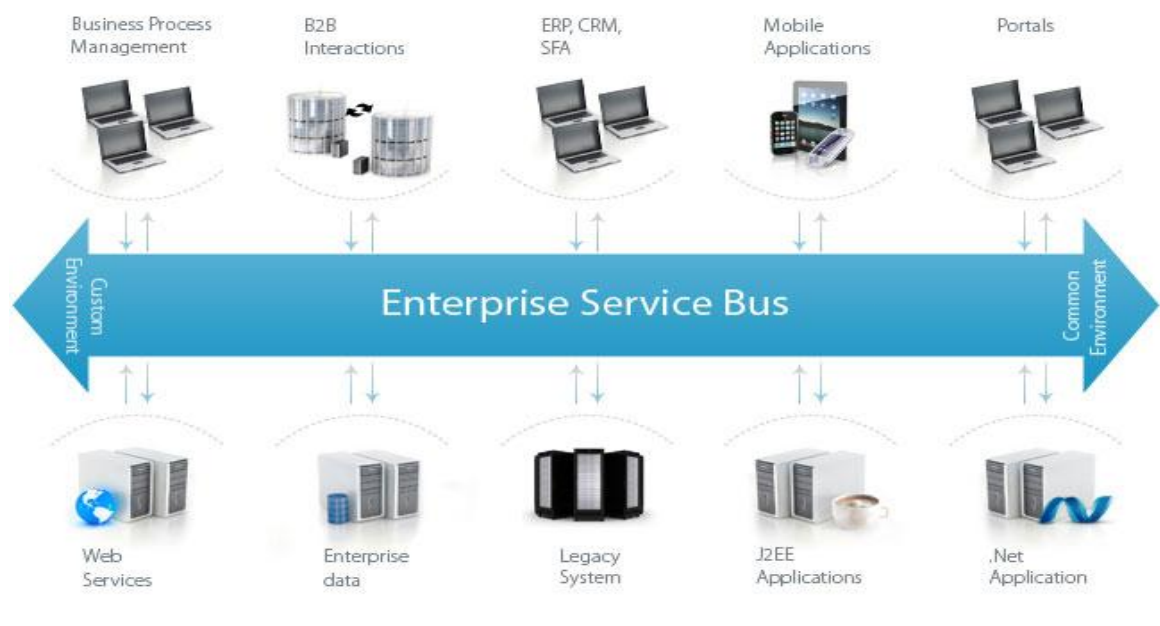 Business Process
Management
B2B
Interactions
ERP, CRM,
SFA
Mobile
Applications
Portals
Custom
Environment
Enterprise Service Bus
Common
Environment
Web
Services
Enterprise
data
Legacy
System
J2EE
Applications
.Net
Application